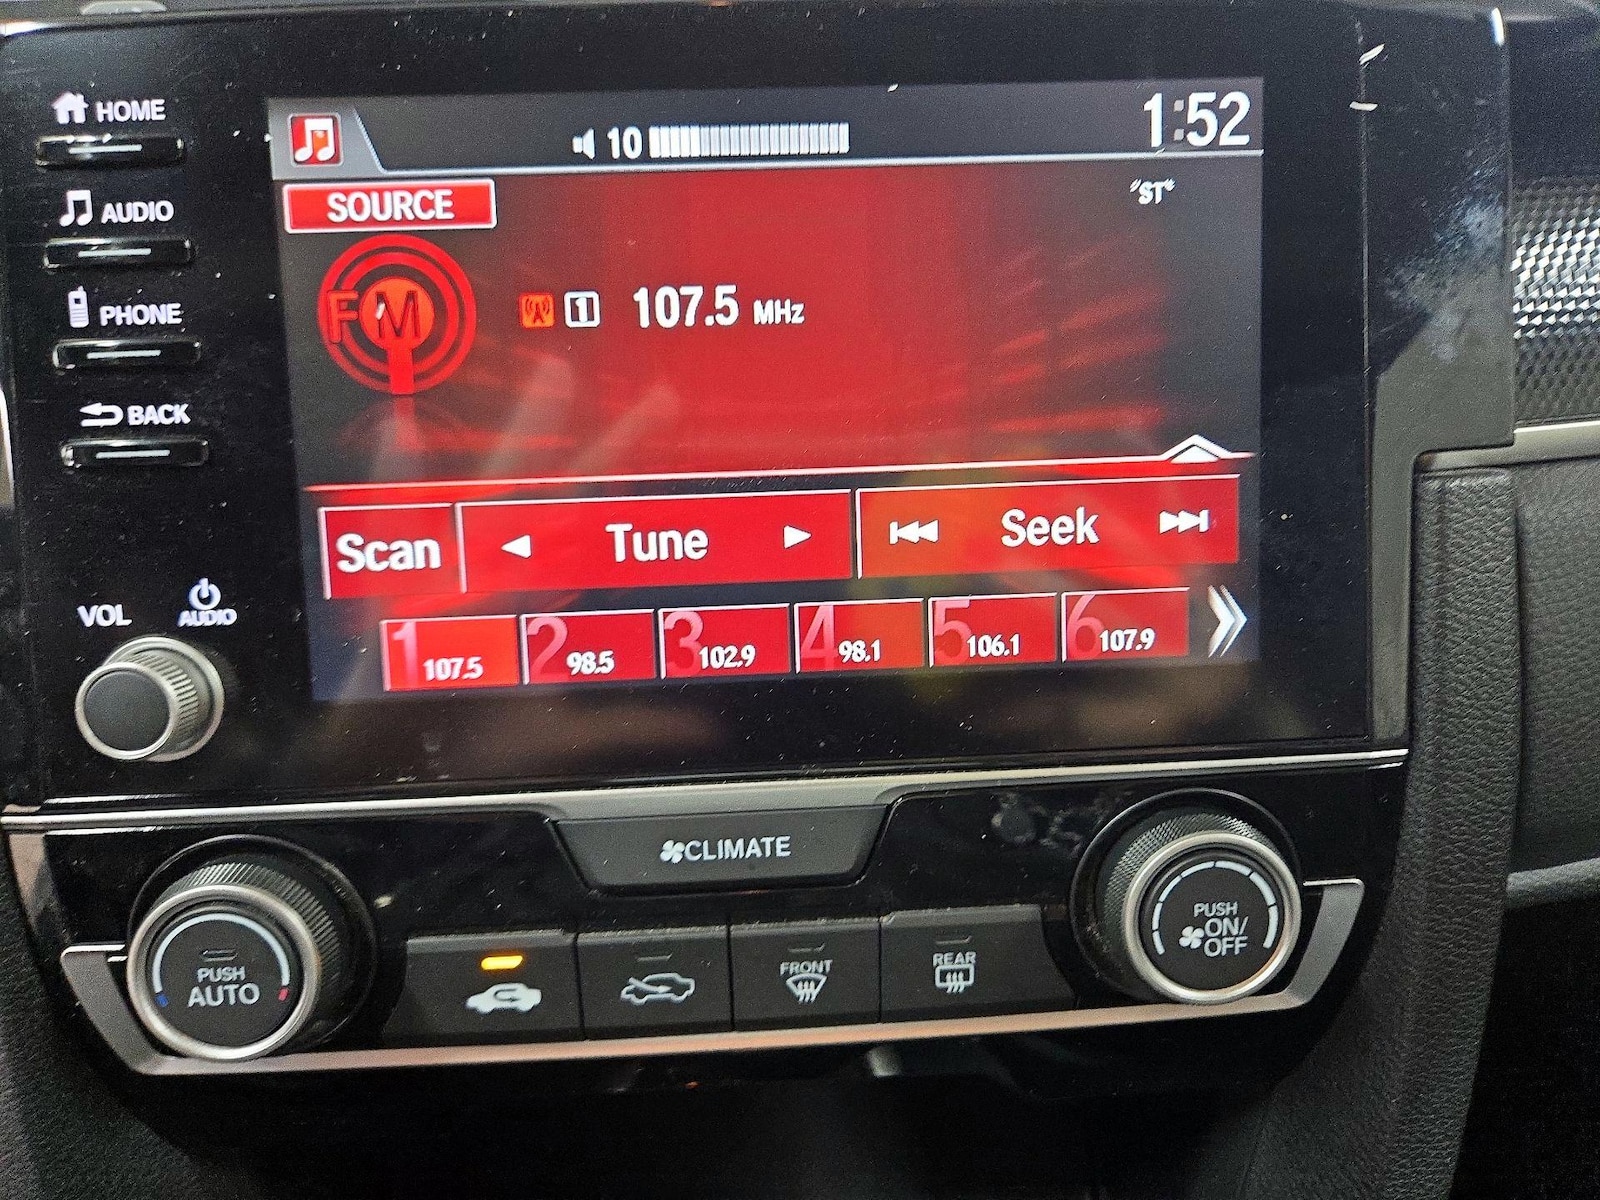 HOME
AUDIO
PHONE
BACK
VOL
AUDIO
10
1:52
SOURCE
"ST"
FM
1 107.5 MHz
Scan
Tune
Seek
1 107.5
2 98.5
3 102.9
4 98.1
5 106.1
6 107.9
CLIMATE
PUSH
AUTO
FRONT
REAR
PUSH
ON/
OFF